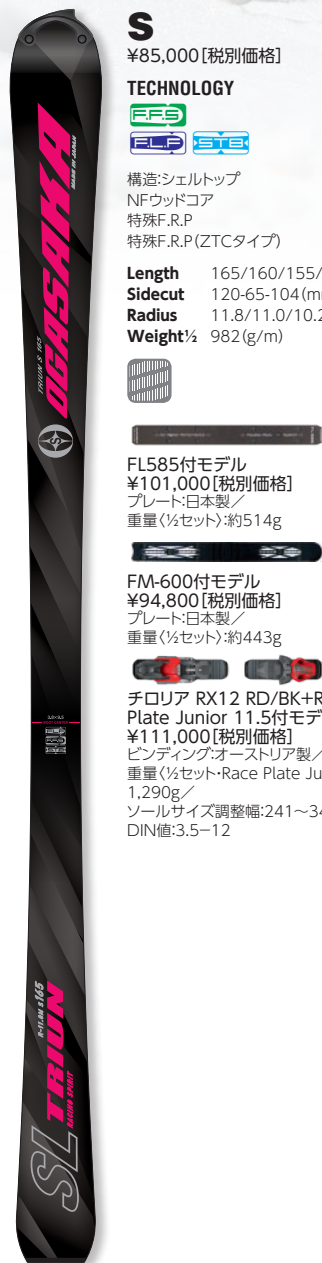 S
¥85,000[税別価格]
TECHNOLOGY
F.F.S
F.L.P STB
構造:シェルトップ
NFウッドコア
特殊F.R.P
特殊F.R.P(ZTCタイプ)
Length 165/160/155/
Sidecut 120-65-104(m
Radius 11.8/11.0/10.2
Weight½ 982(g/m)
FL585付モデル
¥101,000[税別価格]
プレート:日本製/
重量〈½セット〉:約514g
FM-600付モデル
¥94,800[税別価格]
プレート:日本製/
重量〈½セット〉:約443g
チロリア RX12 RD/BK+R
Plate Junior 11.5付モデ
¥111,000[税別価格]
ビンディング:オーストリア製/
重量〈½セット・Race Plate Ju
1,290g/
ソールサイズ調整幅:241〜34
DIN値:3.5−12
MADE IN JAPAN
OGASAKA
TRIUN S 165
R=11.8M S165
SL TRIUN
RACING SPIRIT